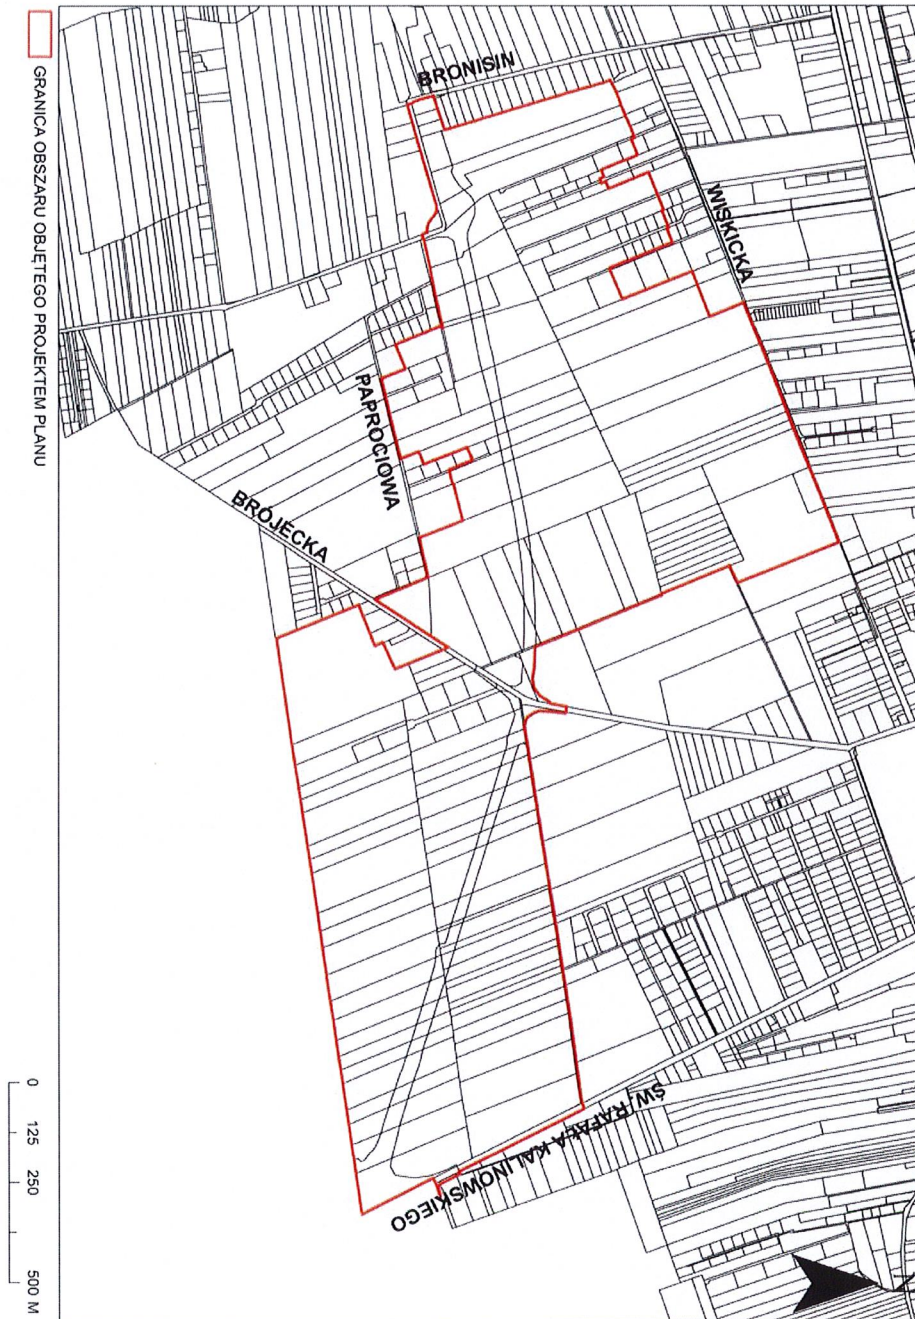 BRONISIN
WISKICKA
PAPROCIOWA
BRÓJECKA
ŚW. RAFAŁA KALINOWSKIEGO
N
GRANICA OBSZARU OBJĘTEGO PROJEKTEM PLANU
0 125 250 500 M